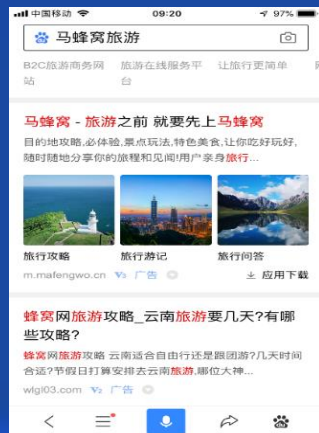 中国移动 09:20 97%
马蜂窝旅游
B2C旅游商务网站 旅游在线服务平台 让旅行更简单
马蜂窝 - 旅游之前 就要先上马蜂窝
目的地攻略,必体验,景点玩法,特色美食,让你吃好玩好,
随时随地分享你的旅程和见闻!用户亲身旅行...
旅行攻略 旅行游记 旅行问答
m.mafengwo.cn V3 广告 应用下载
蜂窝网旅游攻略_云南旅游要几天?有哪
些攻略?
蜂窝网旅游攻略 云南适合自由行还是跟团游?几天时间
合适?节假日打算安排去云南旅游,哪位大神...
wlgl03.com V2 广告